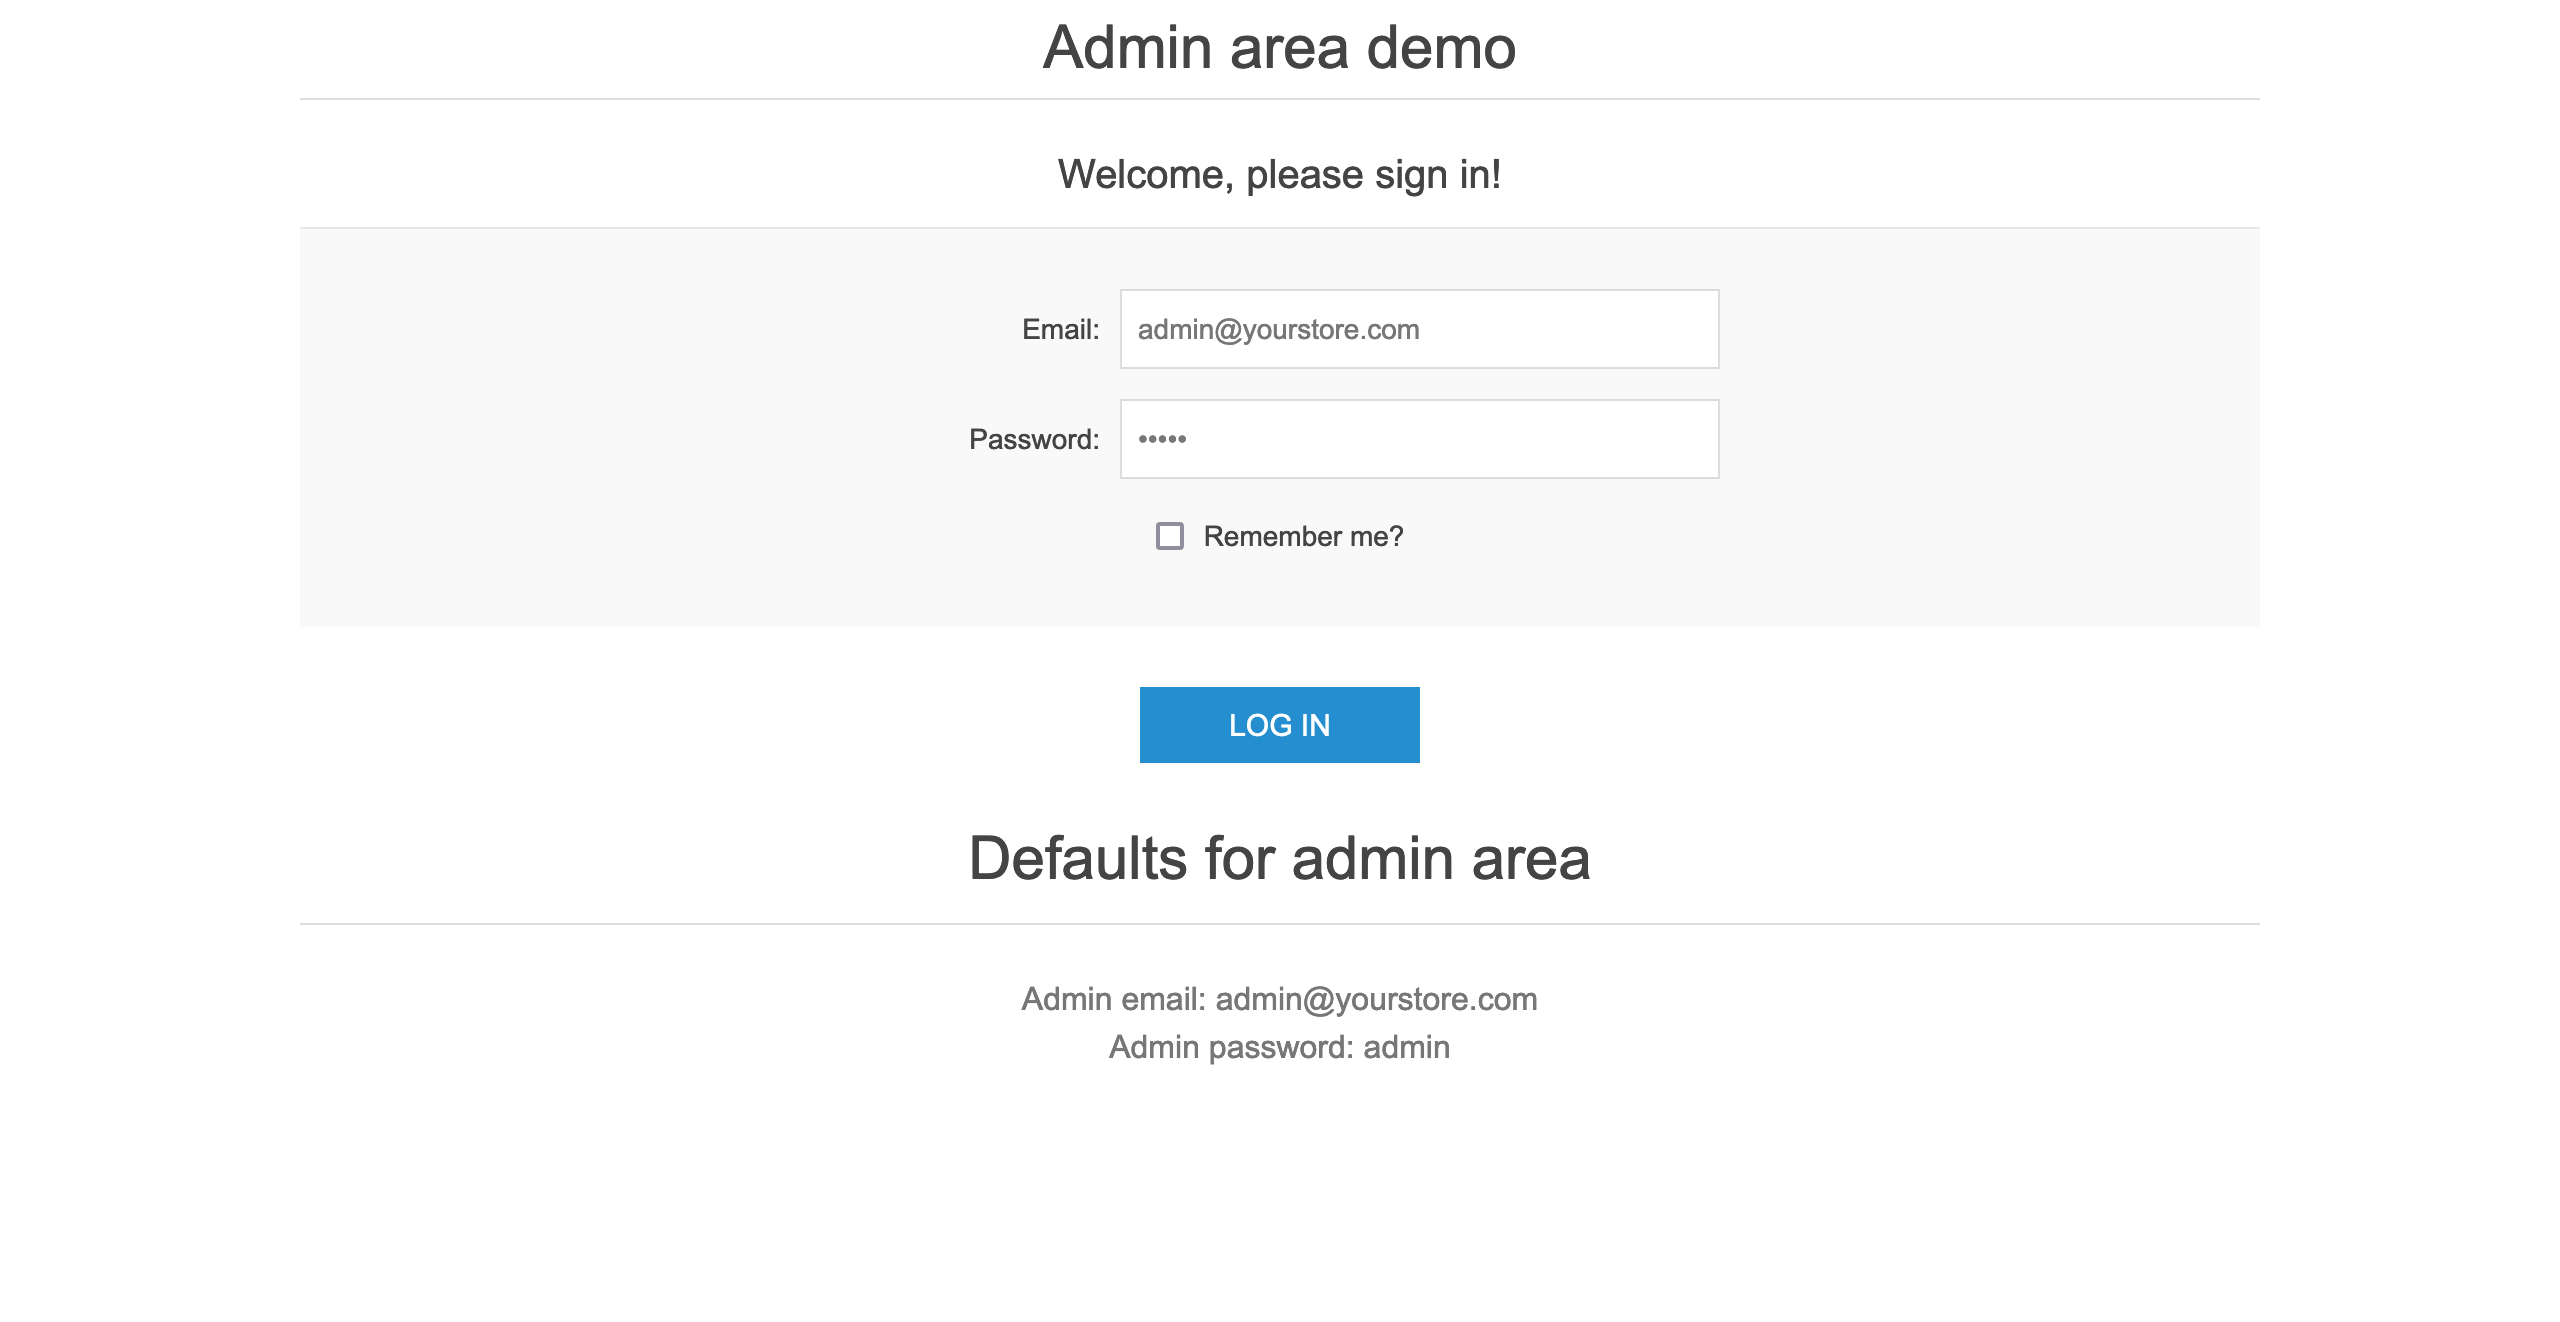 Admin area demo
Welcome, please sign in!
Email: admin@yourstore.com
Password: •••••
Remember me?
LOG IN
Defaults for admin area
Admin email: admin@yourstore.com
Admin password: admin